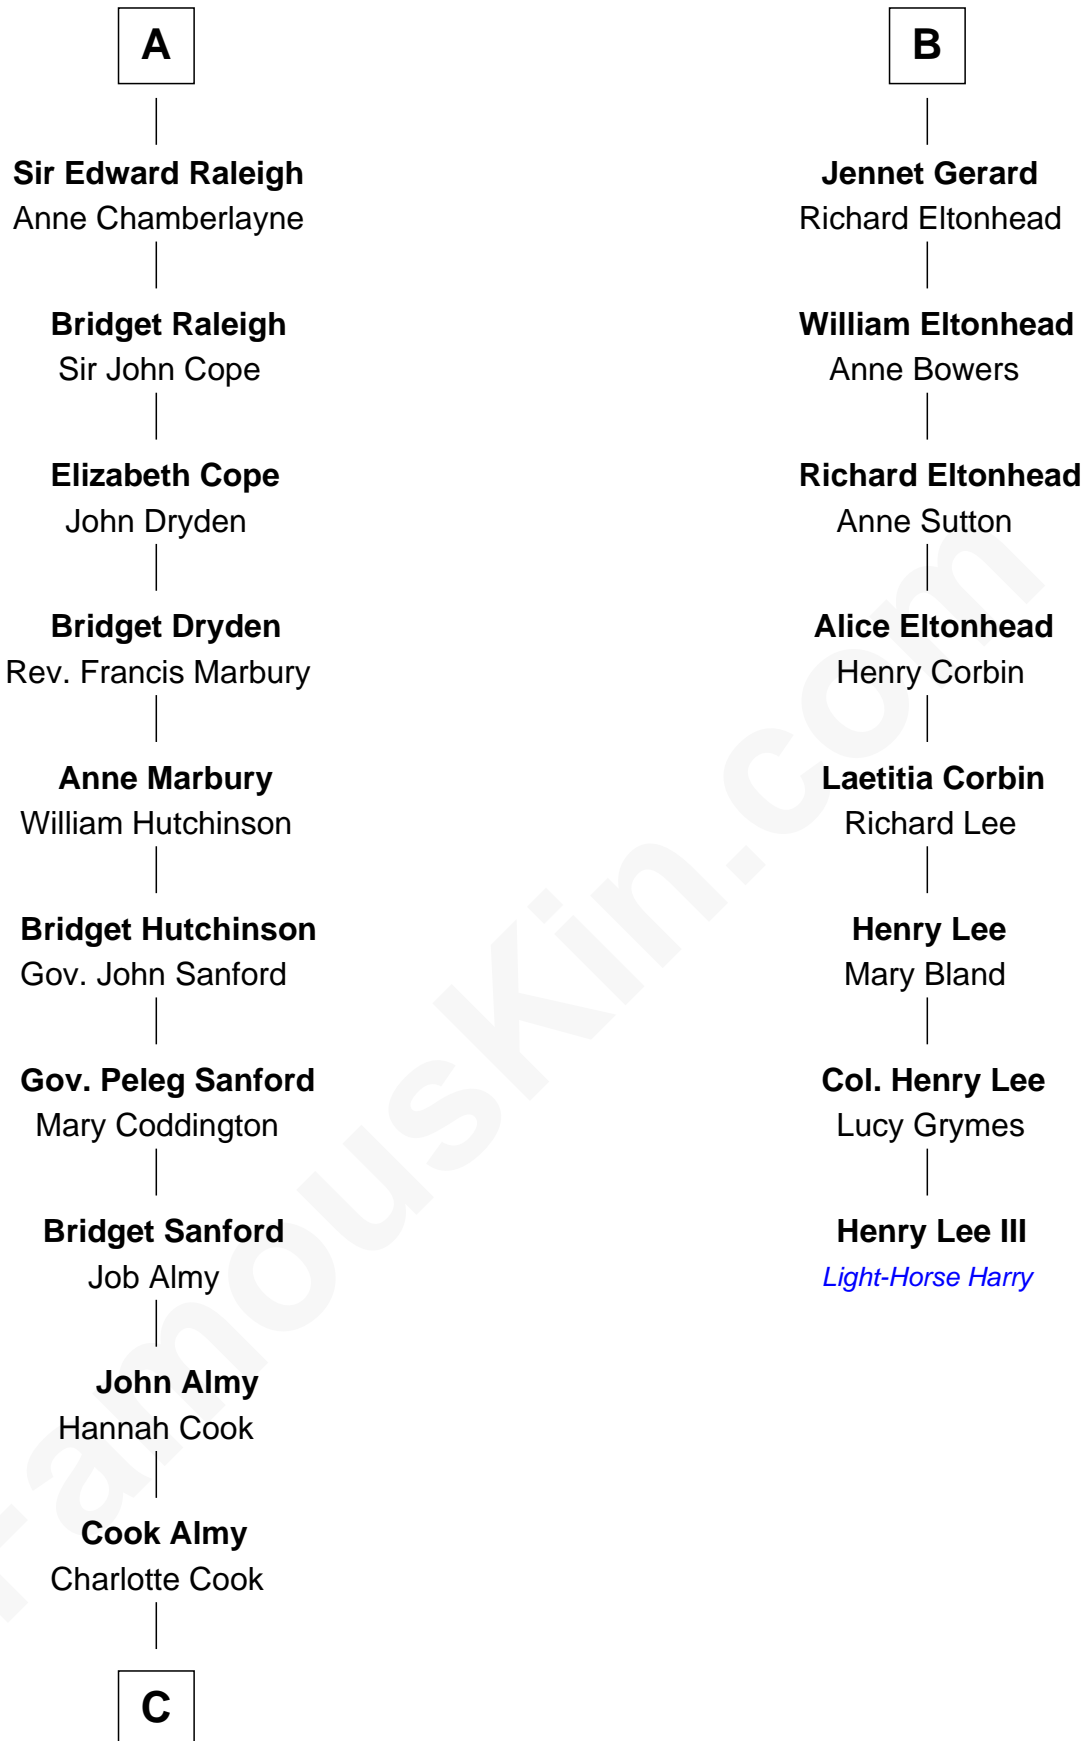 A
Sir Edward Raleigh
Anne Chamberlayne
Bridget Raleigh
Sir John Cope
Elizabeth Cope
John Dryden
Bridget Dryden
Rev. Francis Marbury
Anne Marbury
William Hutchinson
Bridget Hutchinson
Gov. John Sanford
Gov. Peleg Sanford
Mary Coddington
Bridget Sanford
Job Almy
John Almy
Hannah Cook
Cook Almy
Charlotte Cook
C
B
Jennet Gerard
Richard Eltonhead
William Eltonhead
Anne Bowers
Richard Eltonhead
Anne Sutton
Alice Eltonhead
Henry Corbin
Laetitia Corbin
Richard Lee
Henry Lee
Mary Bland
Col. Henry Lee
Lucy Grymes
Henry Lee III
Light-Horse Harry
FamousKin.com